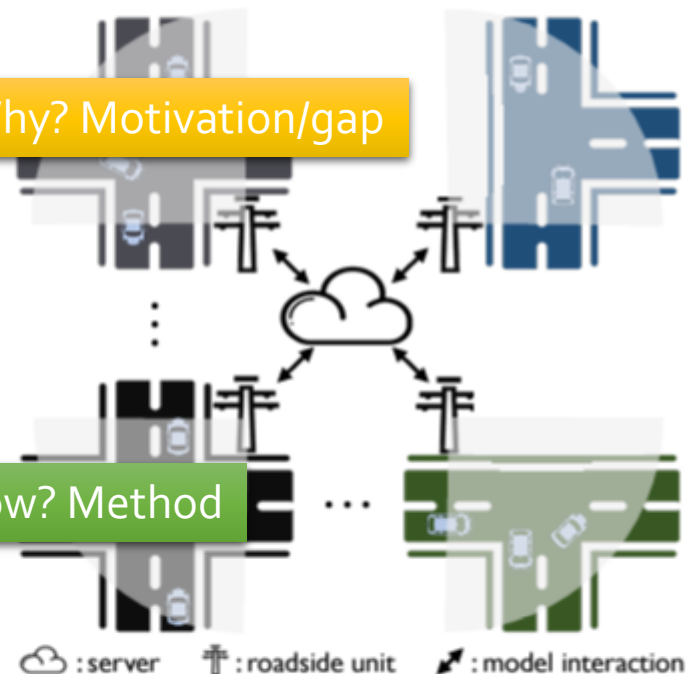 hy? Motivation/gap
ow? Method
: server : roadside unit : model interaction